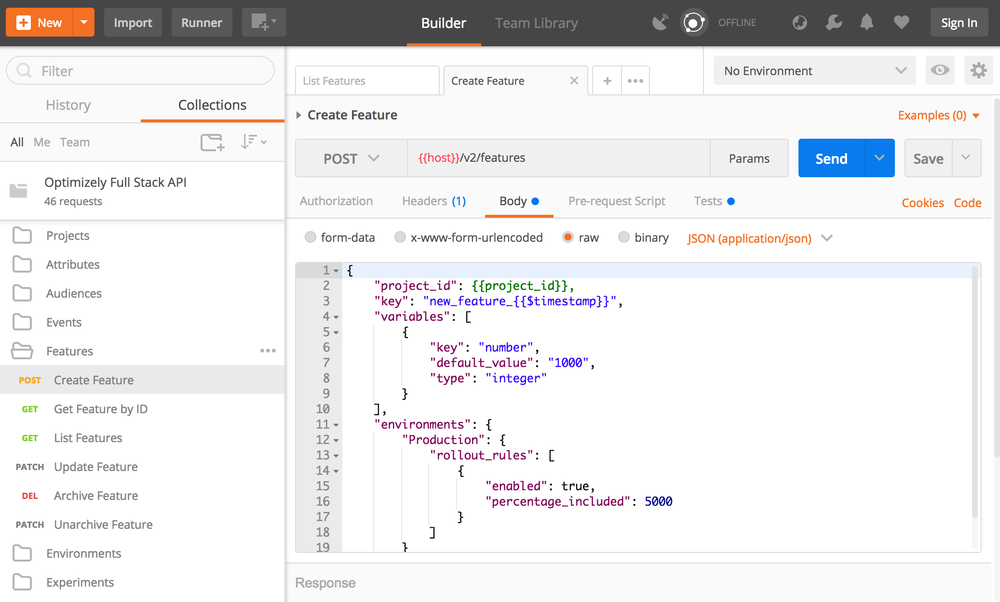 New Import Runner Builder Team Library OFFLINE Sign In
Filter
History Collections
All Me Team
Optimizely Full Stack API
46 requests
Projects
Attributes
Audiences
Events
Features
POST Create Feature
GET Get Feature by ID
GET List Features
PATCH Update Feature
DEL Archive Feature
PATCH Unarchive Feature
Environments
Experiments
List Features Create Feature No Environment
Create Feature Examples (0)
POST {{host}}/v2/features Params Send Save
Authorization Headers (1) Body Pre-request Script Tests Cookies Code
form-data x-www-form-urlencoded raw binary JSON (application/json)
1 {
2 "project_id": {{project_id}},
3 "key": "new_feature_{{$timestamp}}",
4 "variables": [
5 {
6 "key": "number",
7 "default_value": "1000",
8 "type": "integer"
9 }
10 ],
11 "environments": {
12 "Production": {
13 "rollout_rules": [
14 {
15 "enabled": true,
16 "percentage_included": 5000
17 }
18 ]
19 }
Response